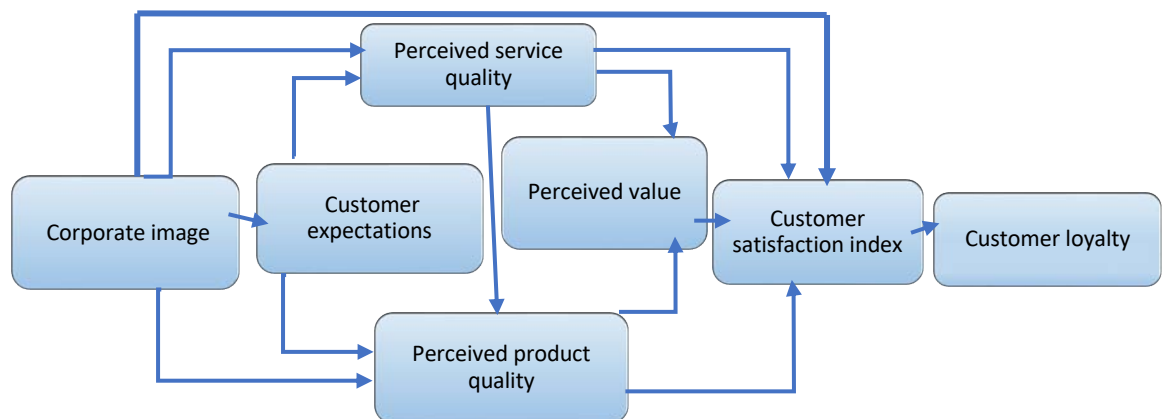 Perceived service
quality
Corporate image
Customer
expectations
Perceived value
Customer
satisfaction index
Customer loyalty
Perceived product
quality